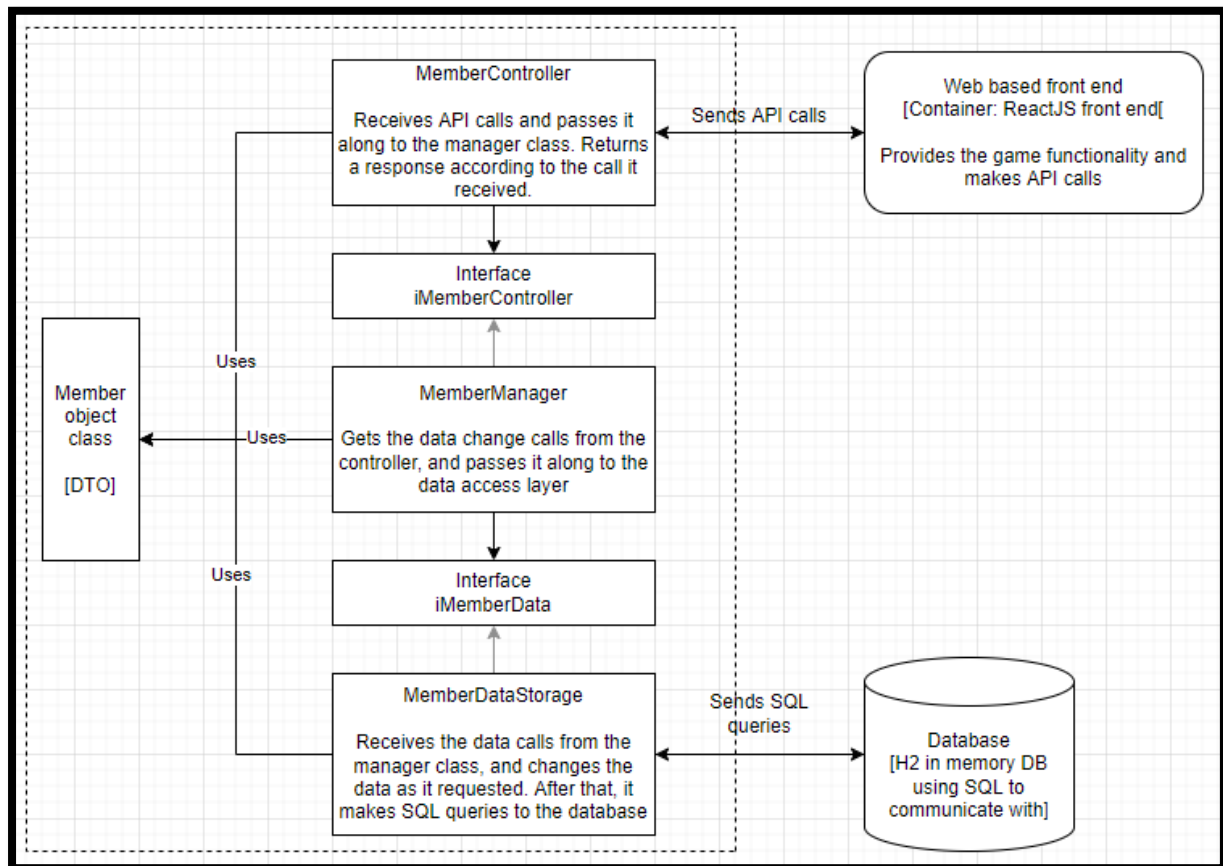 MemberController
Receives API calls and passes it
along to the manager class. Returns
a response according to the call it
received.
Sends API calls
Web based front end
[Container: ReactJS front end[
Provides the game functionality and
makes API calls
Interface
iMemberController
Uses
Member
object
class
[DTO]
Uses
MemberManager
Gets the data change calls from the
controller, and passes it along to the
data access layer
Uses
Interface
iMemberData
MemberDataStorage
Receives the data calls from the
manager class, and changes the
data as it requested. After that, it
makes SQL queries to the database
Sends SQL
queries
Database
[H2 in memory DB
using SQL to
communicate with]